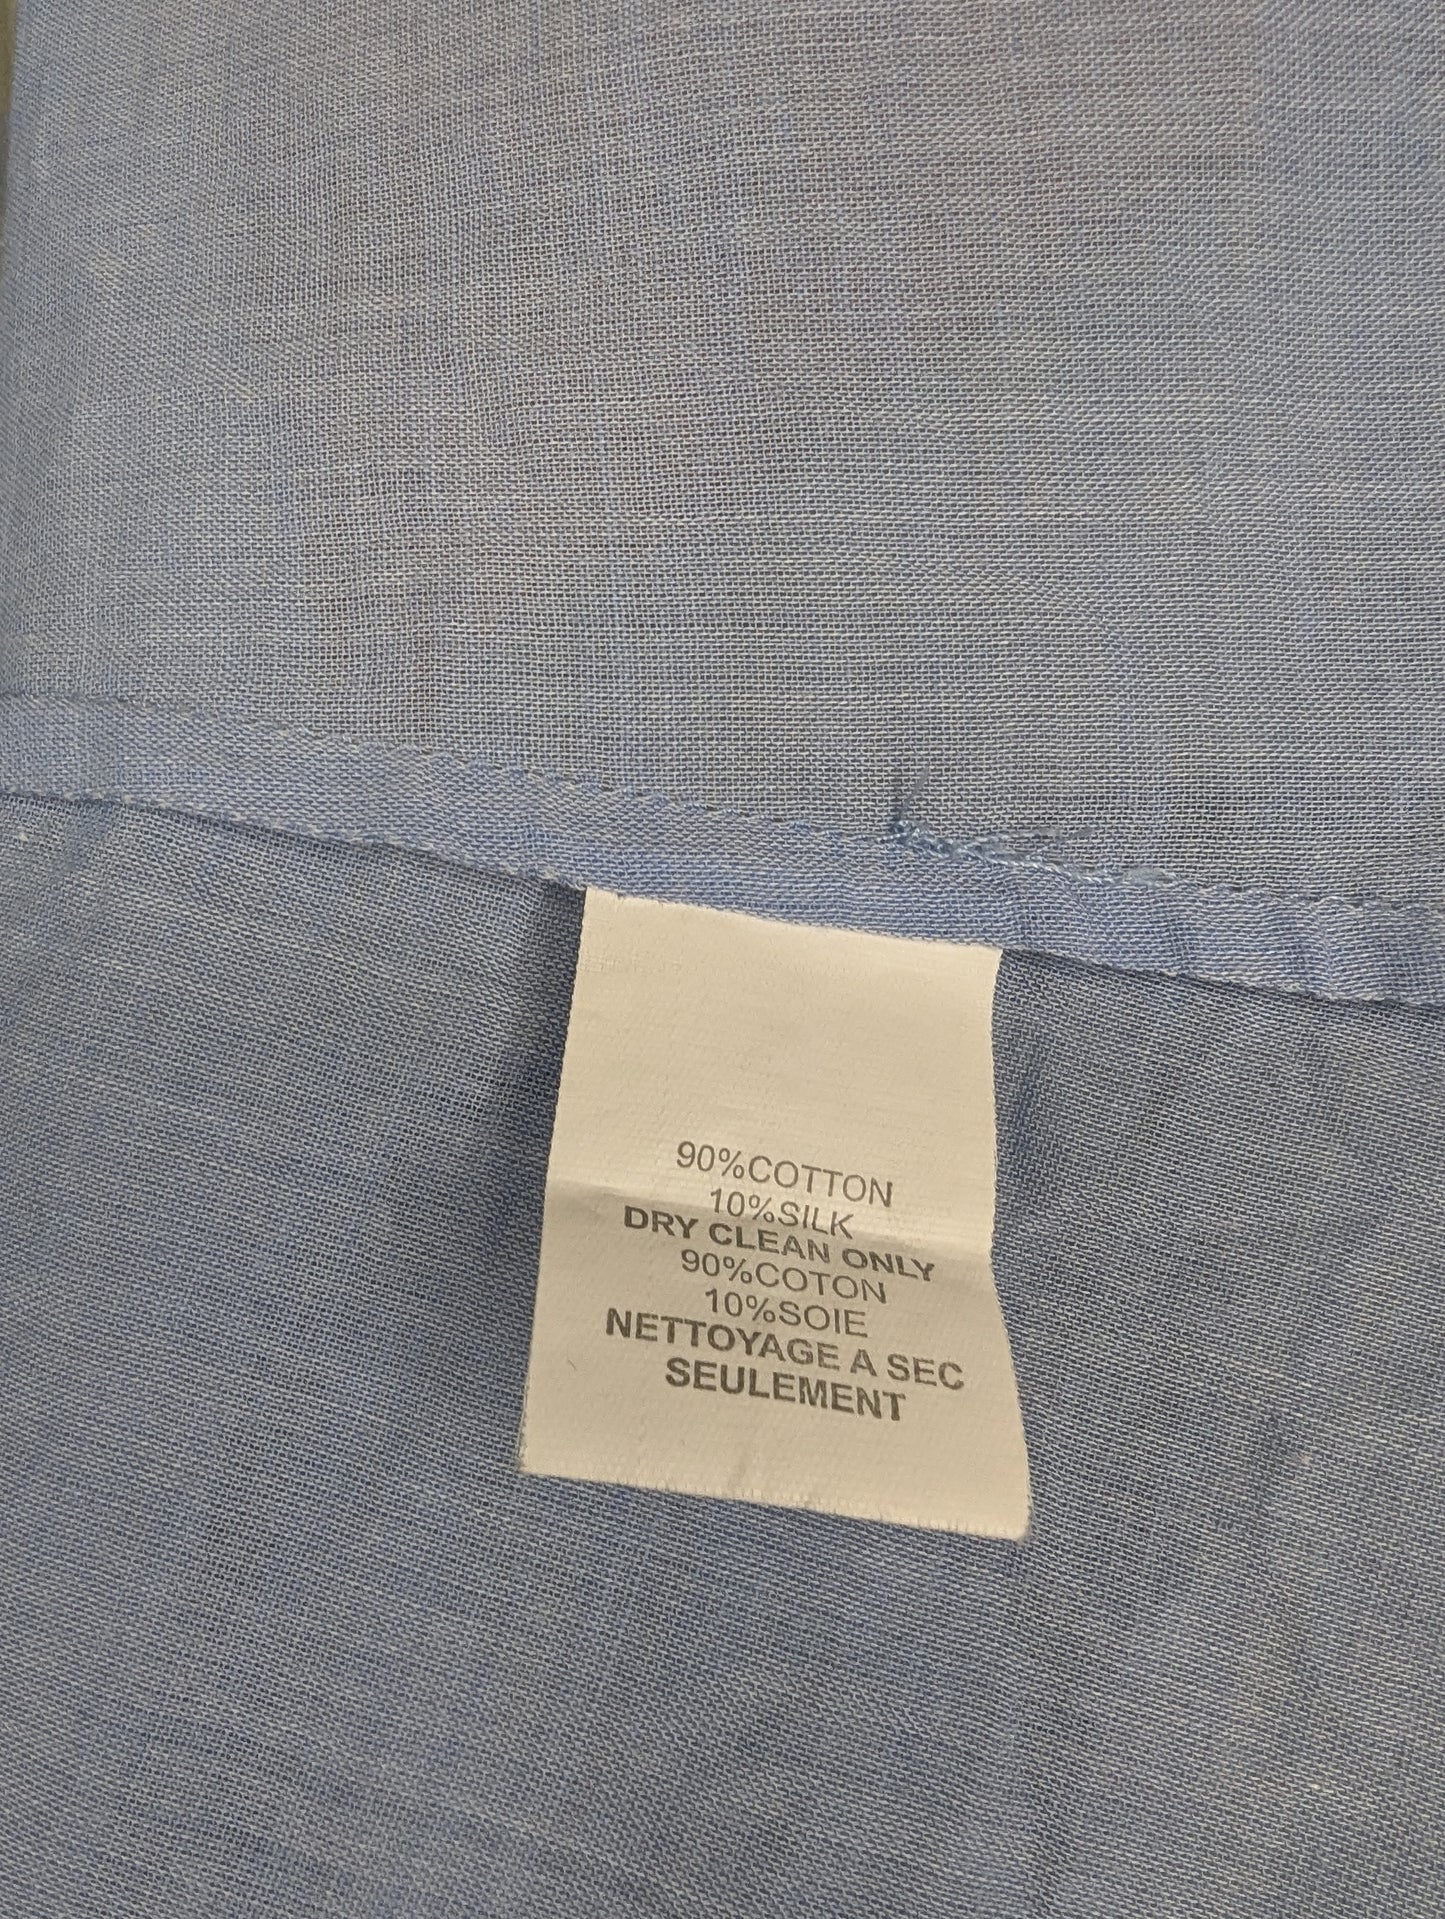 90%COTTON
10%SILK
DRY CLEAN ONLY
90%COTON
10%SOIE
NETTOYAGE A SEC
SEULEMENT